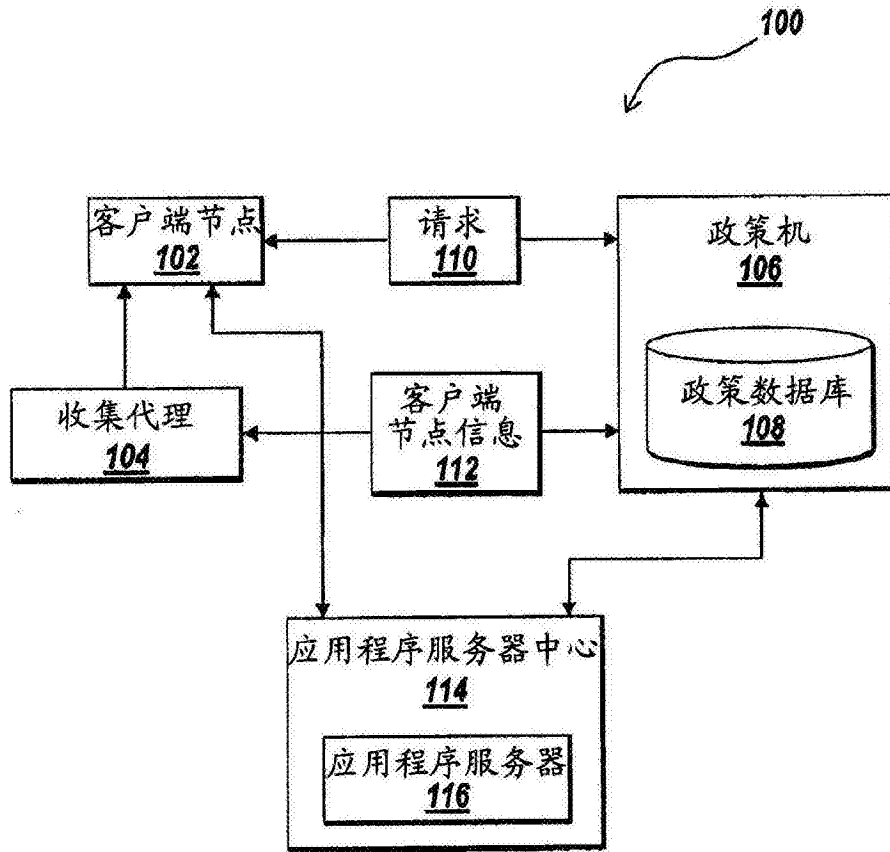 100
客户端节点
102
请求
110
政策机
106
收集代理
104
客户端
节点信息
112
政策数据库
108
应用程序服务器中心
114
应用程序服务器
116